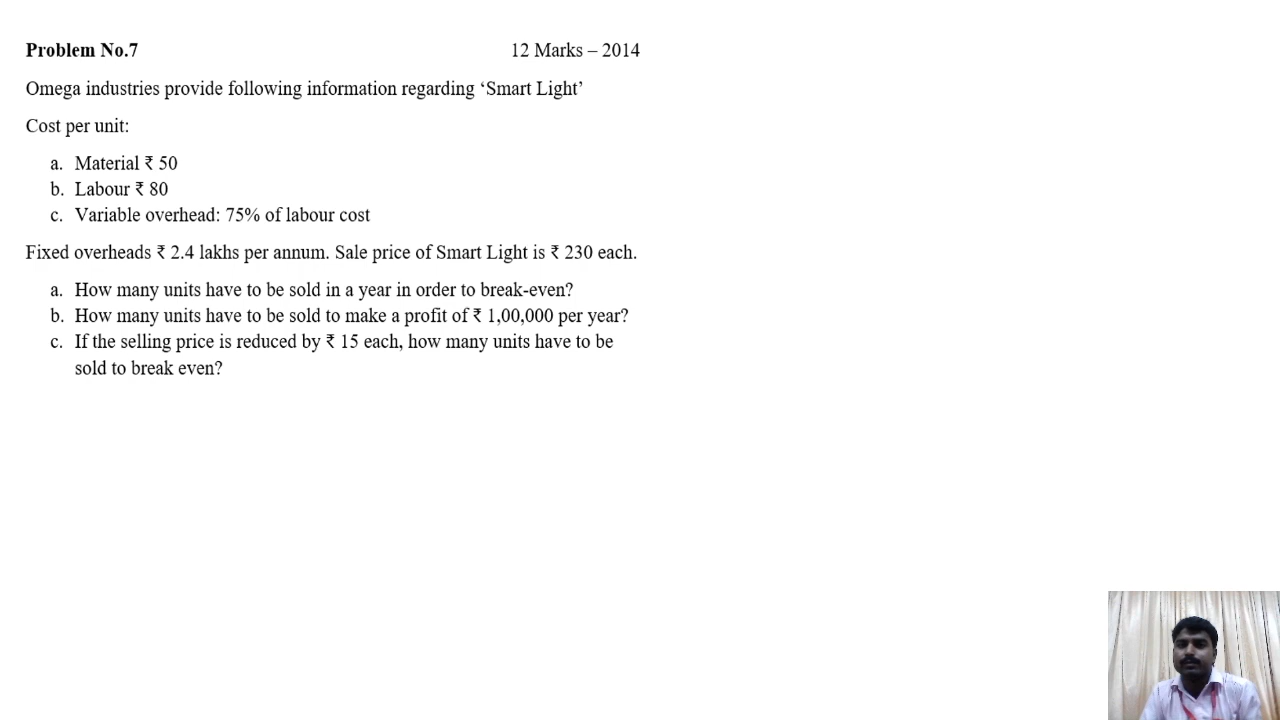 Problem No.7 12 Marks – 2014
Omega industries provide following information regarding ‘Smart Light’
Cost per unit:
a. Material ₹ 50
b. Labour ₹ 80
c. Variable overhead: 75% of labour cost
Fixed overheads ₹ 2.4 lakhs per annum. Sale price of Smart Light is ₹ 230 each.
a. How many units have to be sold in a year in order to break-even?
b. How many units have to be sold to make a profit of ₹ 1,00,000 per year?
c. If the selling price is reduced by ₹ 15 each, how many units have to be
sold to break even?